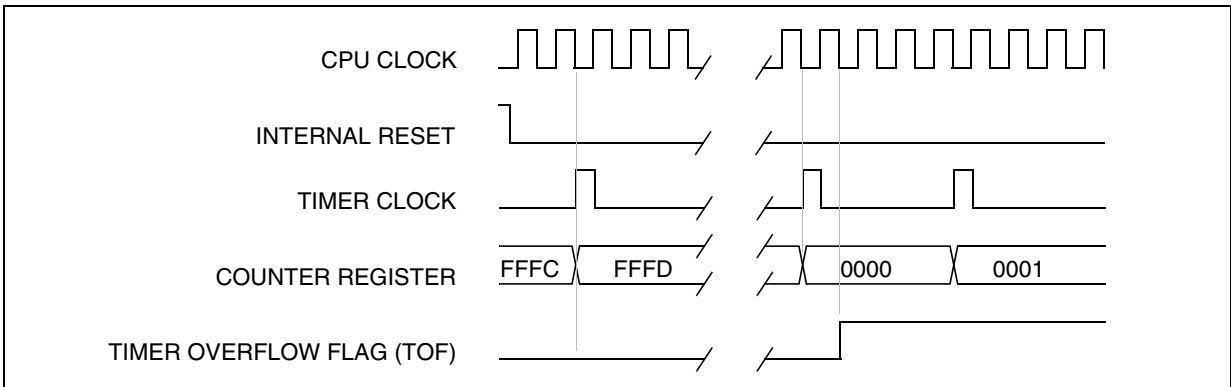 CPU CLOCK
INTERNAL RESET
TIMER CLOCK
COUNTER REGISTER
FFFC
FFFD
0000
0001
TIMER OVERFLOW FLAG (TOF)